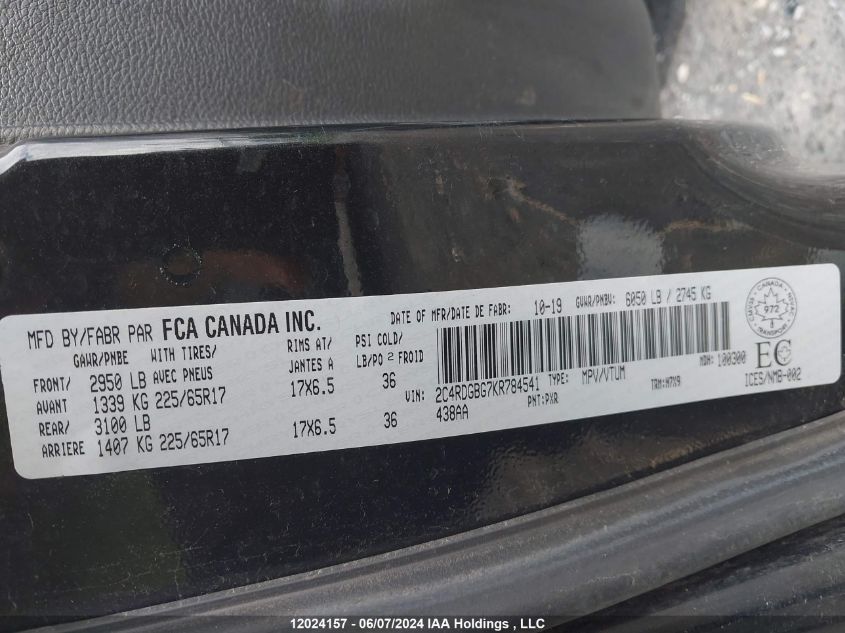 MFD BY/FABR PAR FCA CANADA INC.
DATE OF MFR/DATE DE FABR: 10-19 GVWR/PNBV: 6050 LB / 2745 KG
GAWR/PNBE WITH TIRES/ RIMS AT/ PSI COLD/
AVEC PNEUS JANTES A LB/PO2 FROID
FRONT/ 2950 LB
AVANT 1339 KG 225/65R17 17X6.5 36
REAR/ 3100 LB
ARRIERE 1407 KG 225/65R17 17X6.5 36
VIN: 2C4RDGBG7KR784541 TYPE: MPV/VTUM MDH: 100300
438AA PNT: PXR TRM: H7X9
CANADA
972
TRANSPORT
EC
ICES/NMB-002
12024157 - 06/07/2024 IAA Holdings , LLC